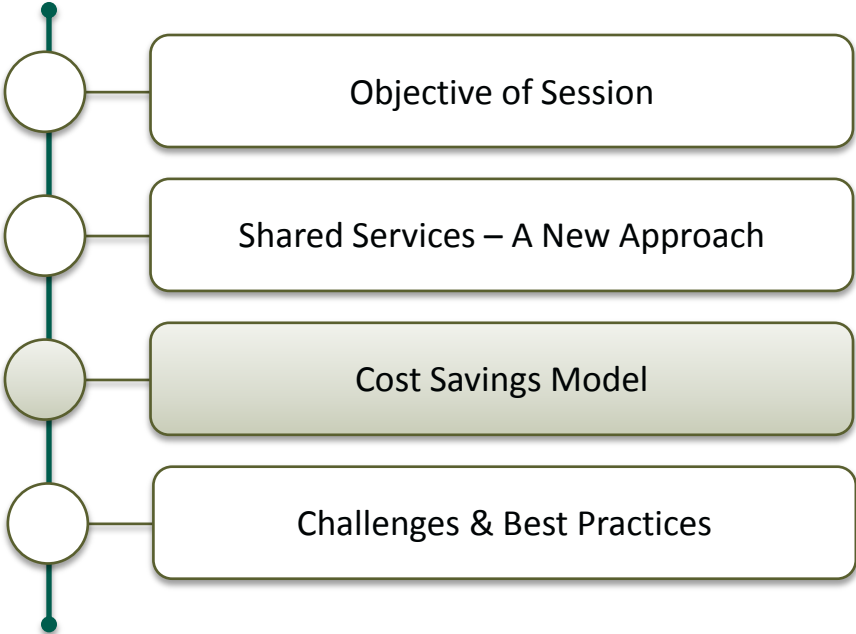 Objective of Session
Shared Services – A New Approach
Cost Savings Model
Challenges & Best Practices